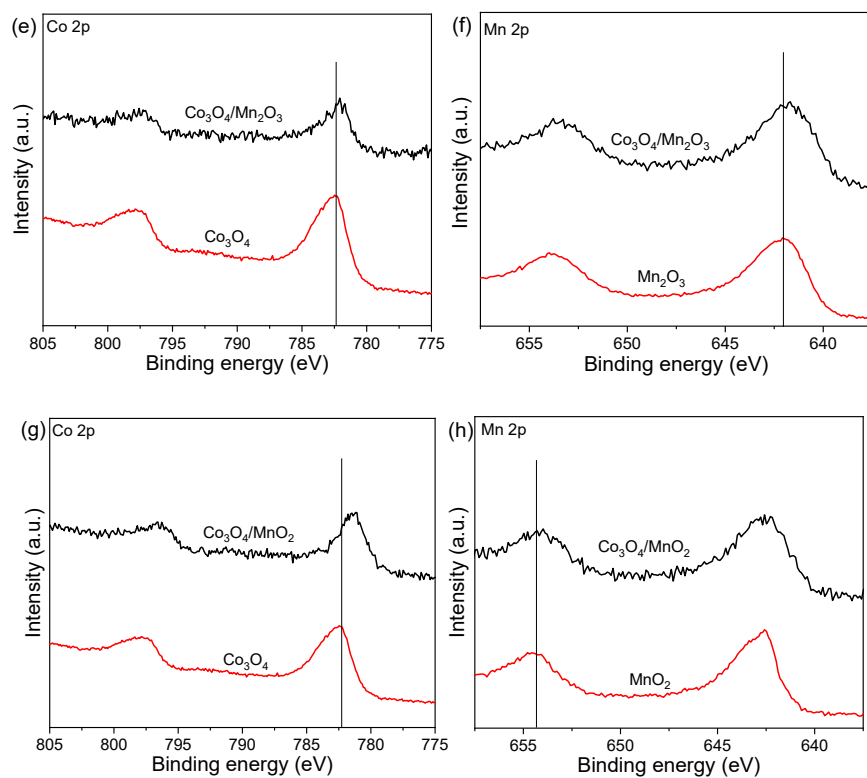 (e) Co 2p
Co₃O₄/Mn₂O₃
Co₃O₄
Intensity (a.u.)
805 800 795 790 785 780 775
Binding energy (eV)
(f) Mn 2p
Co₃O₄/Mn₂O₃
Mn₂O₃
Intensity (a.u.)
655 650 645 640
Binding energy (eV)
(g) Co 2p
Co₃O₄/MnO₂
Co₃O₄
Intensity (a.u.)
805 800 795 790 785 780 775
Binding energy (eV)
(h) Mn 2p
Co₃O₄/MnO₂
MnO₂
Intensity (a.u.)
655 650 645 640
Binding energy (eV)